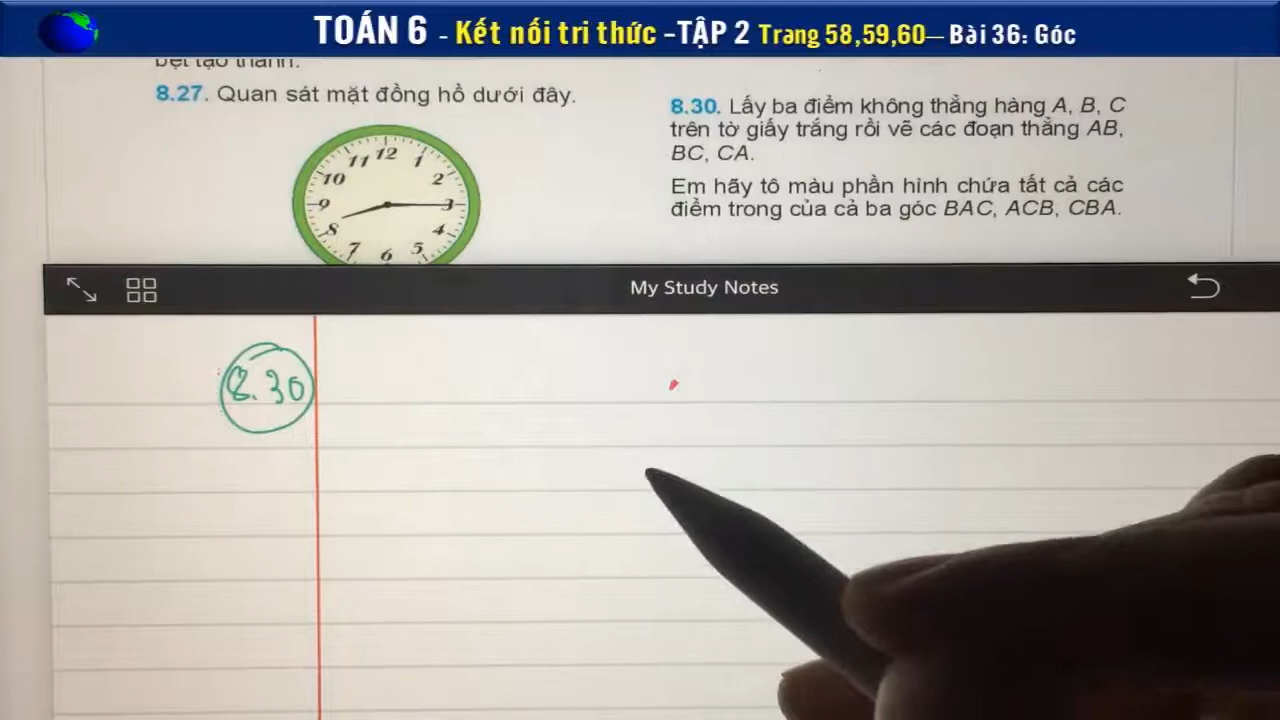 TOÁN 6 - Kết nối tri thức -TẬP 2 Trang 58,59,60— Bài 36: Góc
bẹt tạo thành.
8.27. Quan sát mặt đồng hồ dưới đây.
11 12 1
10 2
9 3
8 4
7 6 5
8.30. Lấy ba điểm không thẳng hàng A, B, C
trên tờ giấy trắng rồi vẽ các đoạn thẳng AB,
BC, CA.
Em hãy tô màu phần hình chứa tất cả các
điểm trong của cả ba góc BAC, ACB, CBA.
My Study Notes
8.30